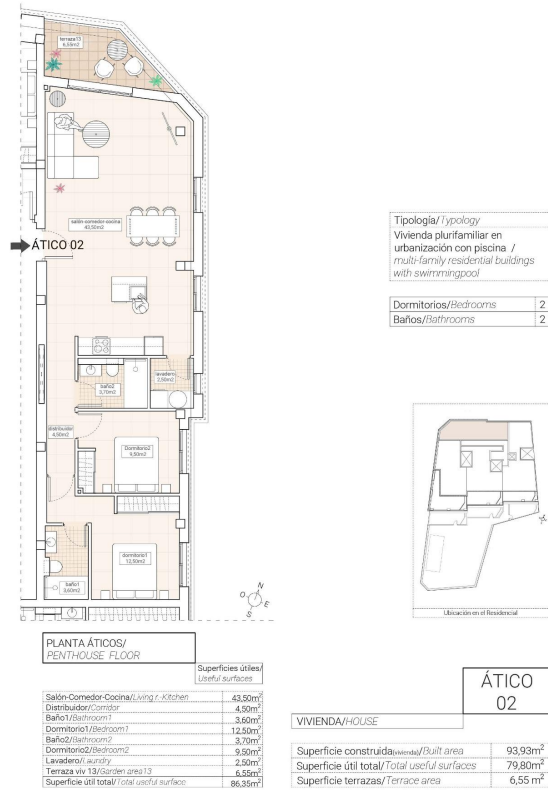 terraza13
6,55m2
salón-comedor-cocina
43,50m2
ÁTICO 02
lavadero
2,50m2
baño2
3,70m2
distribuidor
4,50m2
Dormitorio2
9,50m2
dormitorio1
12,50m2
baño1
3,60m2
N
O
E
S
Tipología/Typology
Vivienda plurifamiliar en
urbanización con piscina /
multi-family residential buildings
with swimmingpool
Dormitorios/Bedrooms 2
Baños/Bathrooms 2
Ubicación en el Residencial
PLANTA ÁTICOS/
PENTHOUSE FLOOR
Superficies útiles/
Useful surfaces
Salón-Comedor-Cocina/Living r.-Kitchen 43,50m2
Distribuidor/Corridor 4,50m2
Baño1/Bathroom1 3,60m2
Dormitorio1/Bedroom1 12,50m2
Baño2/Bathroom2 3,70m2
Dormitorio2/Bedroom2 9,50m2
Lavadero/Laundry 2,50m2
Terraza viv 13/Garden area13 6,55m2
Superficie útil total/Total useful surface 86,35m2
ÁTICO
02
VIVIENDA/HOUSE
Superficie construida(vivienda)/Built area 93,93m2
Superficie útil total/Total useful surfaces 79,80m2
Superficie terrazas/Terrace area 6,55 m2